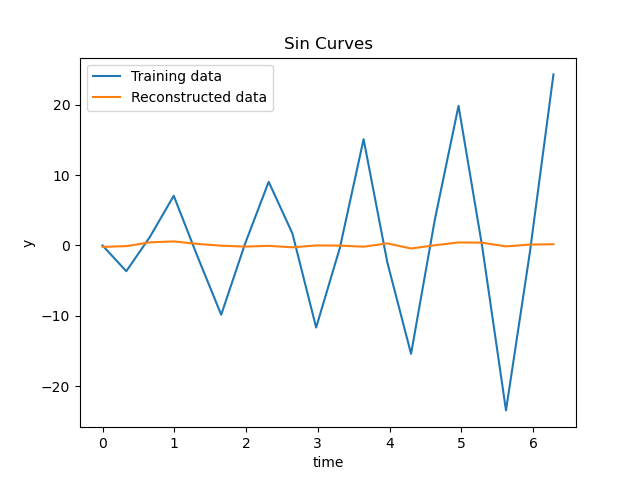 Sin Curves
Training data
Reconstructed data
20
10
0
−10
−20
y
0 1 2 3 4 5 6
time